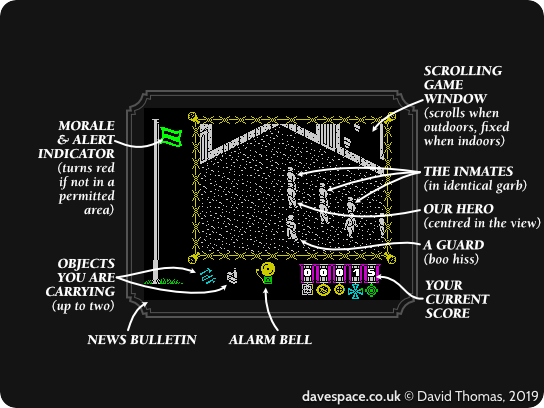 SCROLLING
GAME
WINDOW
(scrolls when
outdoors, fixed
when indoors)
MORALE
& ALERT
INDICATOR
(turns red
if not in a
permitted
area)
THE INMATES
(in identical garb)
OUR HERO
(centred in the view)
A GUARD
(boo hiss)
OBJECTS
YOU ARE
CARRYING
(up to two)
00015
YOUR
CURRENT
SCORE
NEWS BULLETIN
ALARM BELL
davespace.co.uk © David Thomas, 2019